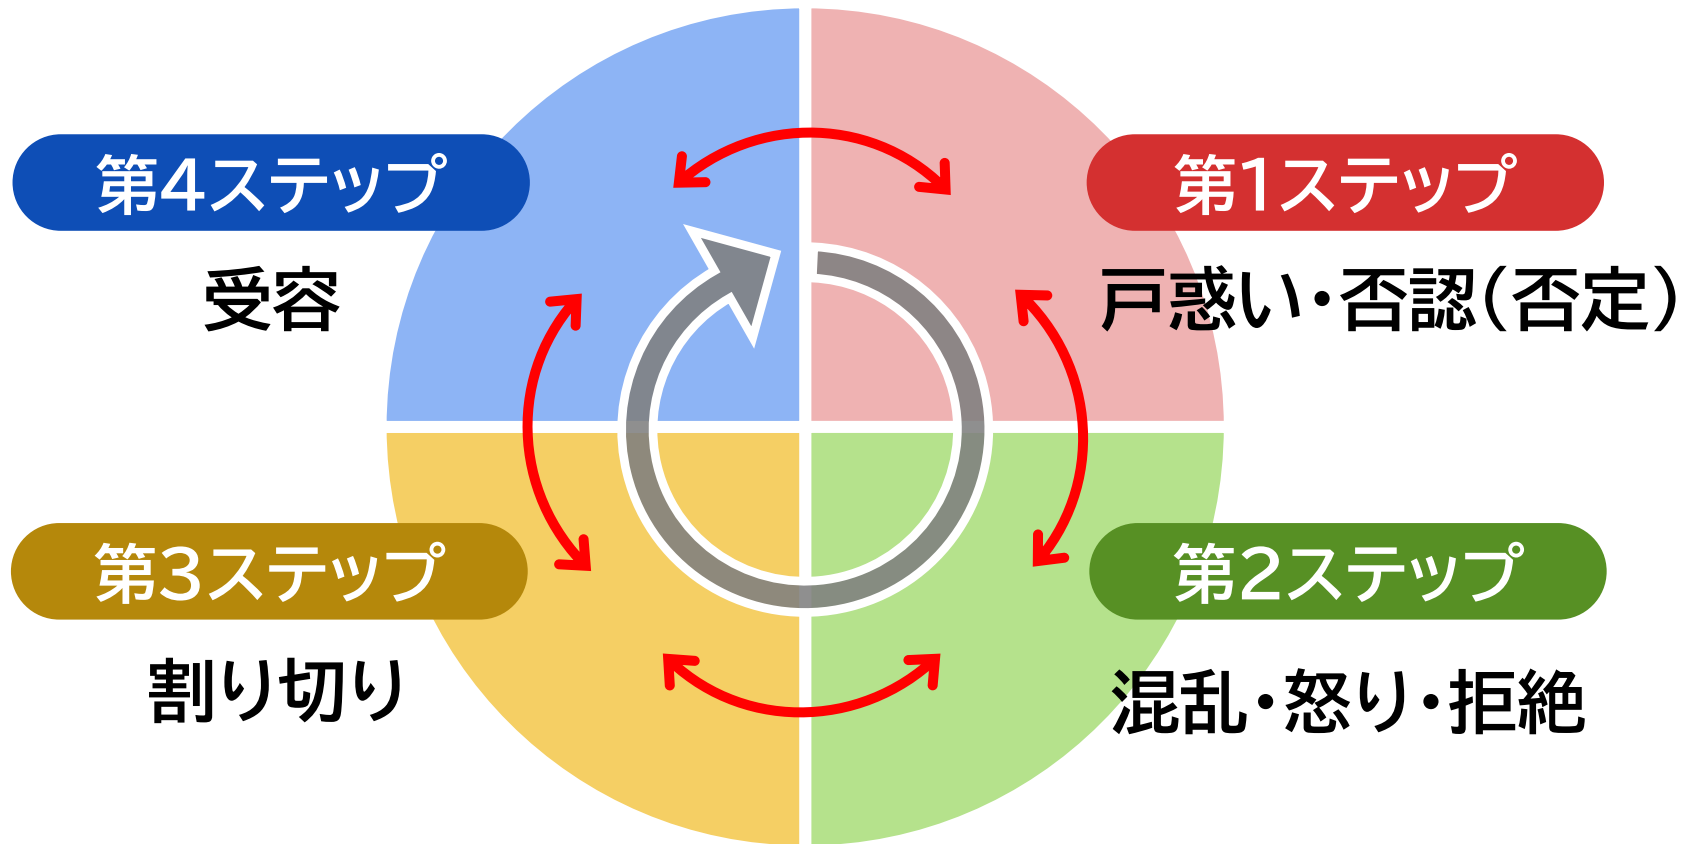 第1ステップ
戸惑い・否認(否定)
第2ステップ
混乱・怒り・拒絶
第3ステップ
割り切り
第4ステップ
受容